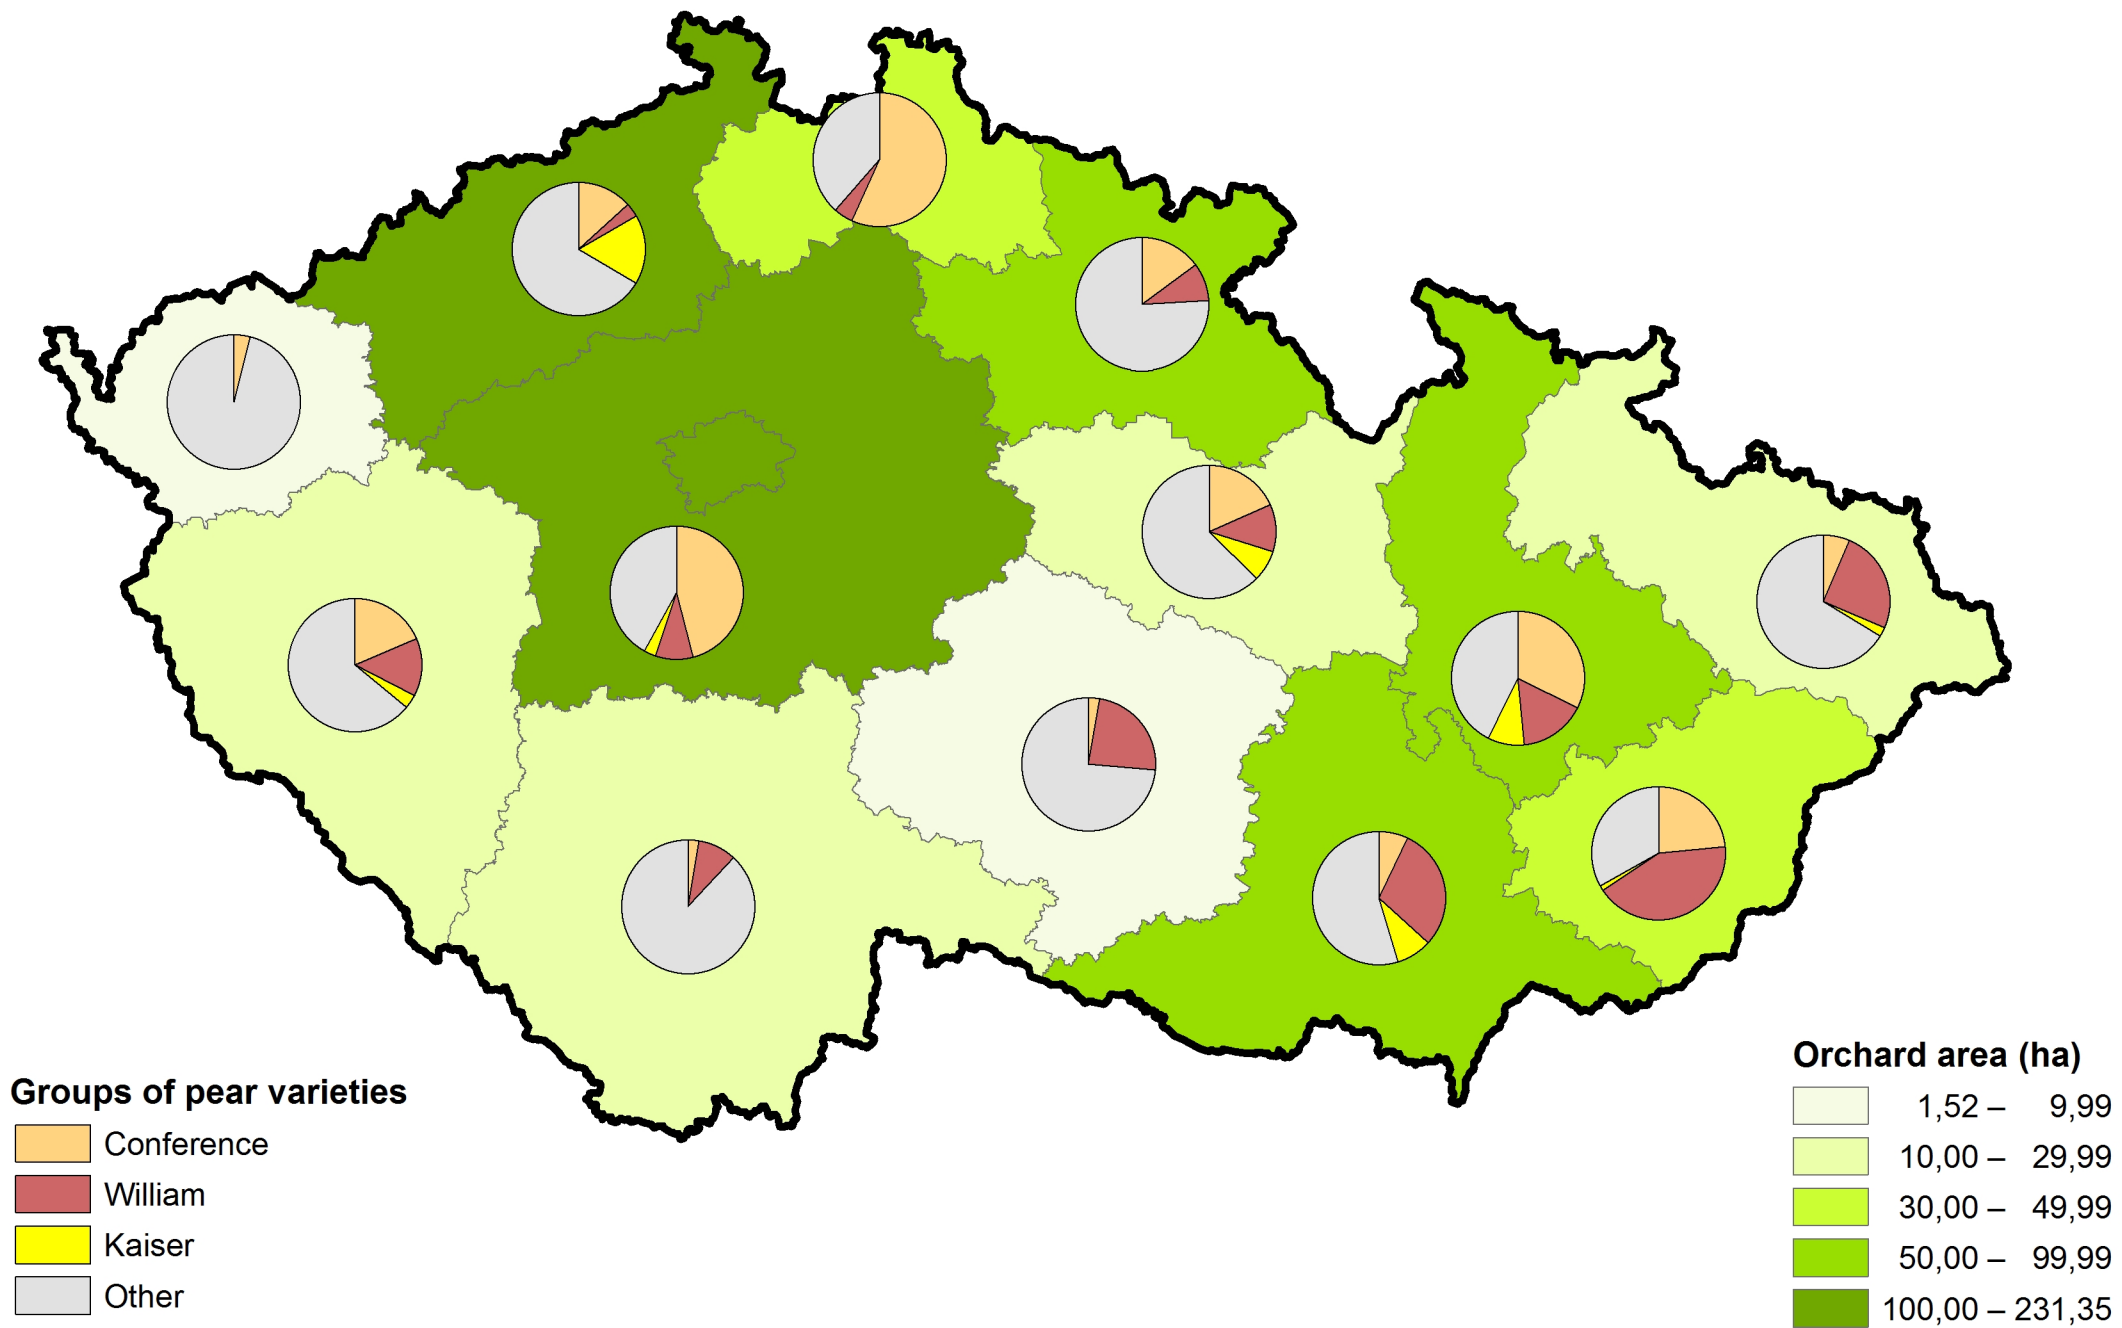 Groups of pear varieties
Conference
William
Kaiser
Other
Orchard area (ha)
1,52 – 9,99
10,00 – 29,99
30,00 – 49,99
50,00 – 99,99
100,00 – 231,35